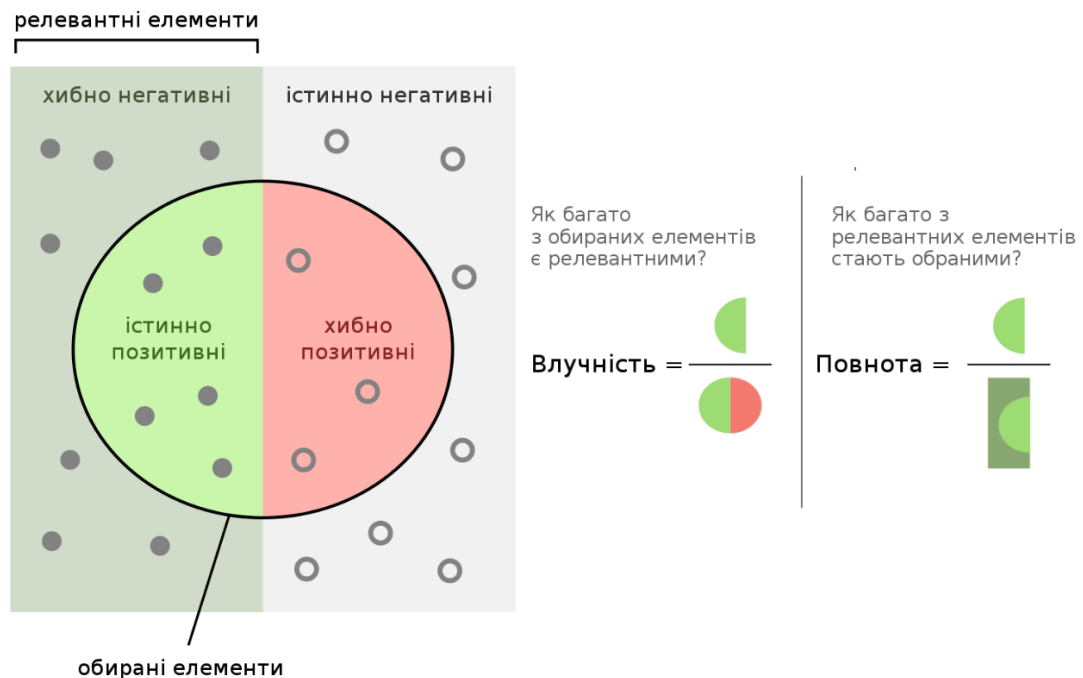 релевантні елементи
хибно негативні
істинно негативні
істинно
позитивні
хибно
позитивні
обирані елементи
Як багато
з обираних елементів
є релевантними?
Влучність =
Як багато з
релевантних елементів
стають обраними?
Повнота =